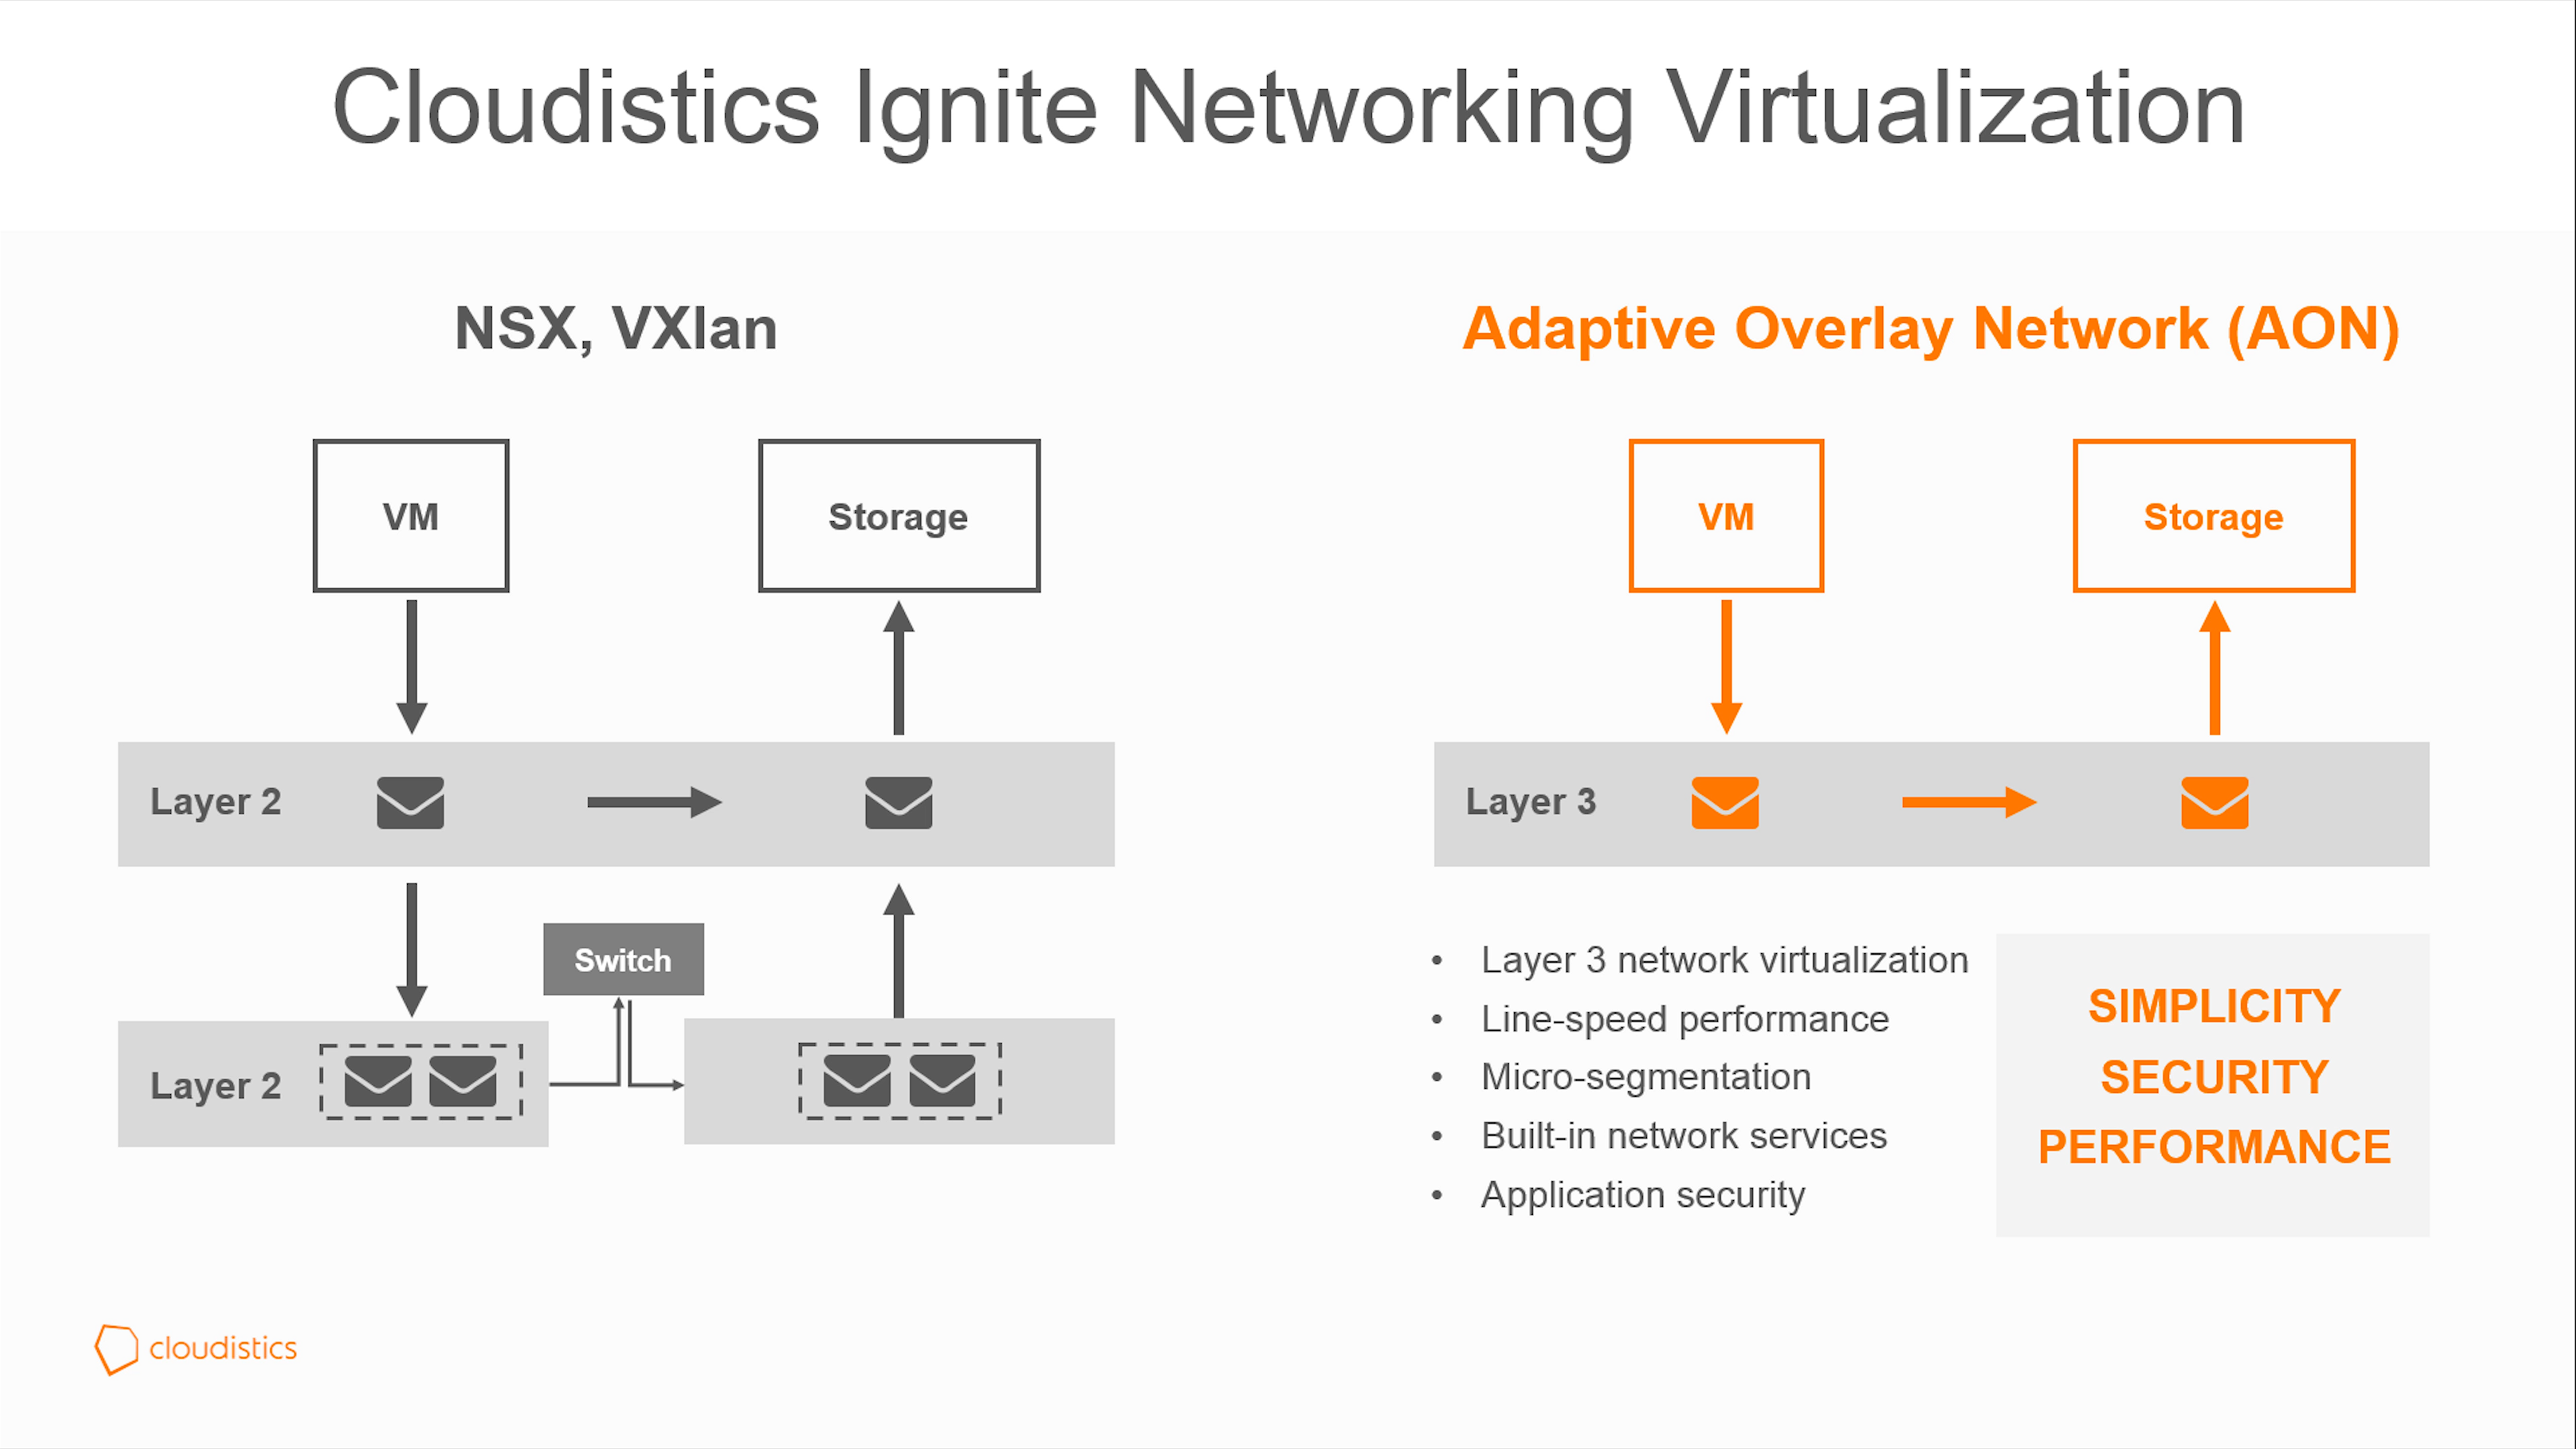 Cloudistics Ignite Networking Virtualization
NSX, VXlan
VM
Storage
Layer 2
Switch
Layer 2
Adaptive Overlay Network (AON)
VM
Storage
Layer 3
• Layer 3 network virtualization
• Line-speed performance
• Micro-segmentation
• Built-in network services
• Application security
SIMPLICITY
SECURITY
PERFORMANCE
cloudistics